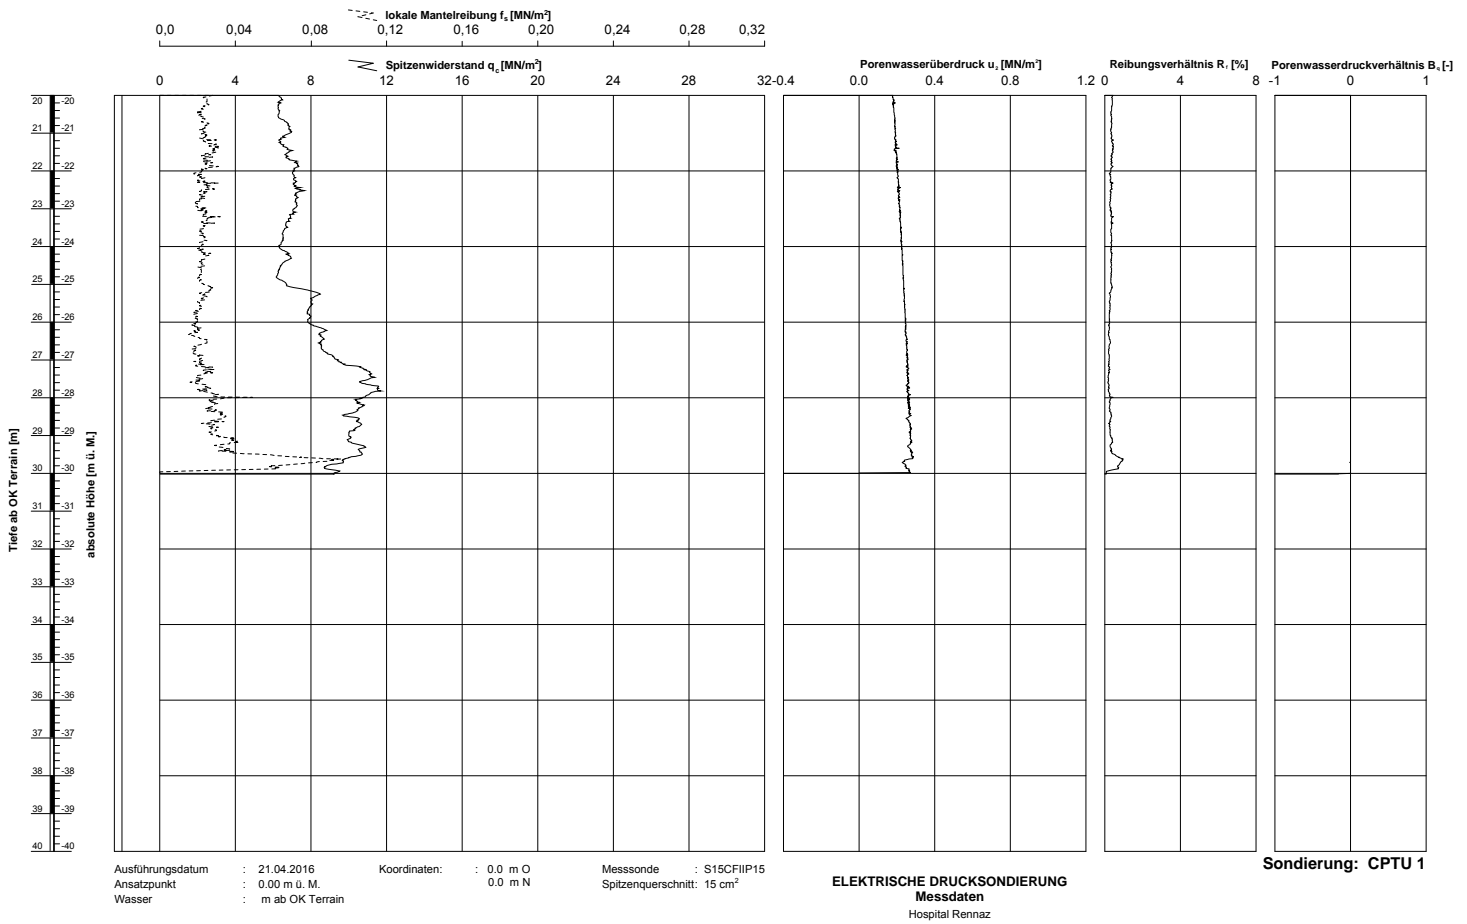 lokale Mantelreibung fs [MN/m²]
0,0 0,04 0,08 0,12 0,16 0,20 0,24 0,28 0,32
Spitzenwiderstand qc [MN/m²]
0 4 8 12 16 20 24 28 32
Porenwasserüberdruck u2 [MN/m²]
-0.4 0.0 0.4 0.8 1.2
Reibungsverhältnis Rf [%]
0 4 8
Porenwasserdruckverhältnis Bq [-]
-1 0 1
Tiefe ab OK Terrain [m]
absolute Höhe [m ü. M.]
20 -20
21 -21
22 -22
23 -23
24 -24
25 -25
26 -26
27 -27
28 -28
29 -29
30 -30
31 -31
32 -32
33 -33
34 -34
35 -35
36 -36
37 -37
38 -38
39 -39
40 -40
Ausführungsdatum : 21.04.2016 Koordinaten: : 0.0 m O Messsonde : S15CFIIP15
Ansatzpunkt : 0.00 m ü. M. 0.0 m N Spitzenquerschnitt: 15 cm²
Wasser : m ab OK Terrain
ELEKTRISCHE DRUCKSONDIERUNG
Messdaten
Hospital Rennaz
Sondierung: CPTU 1